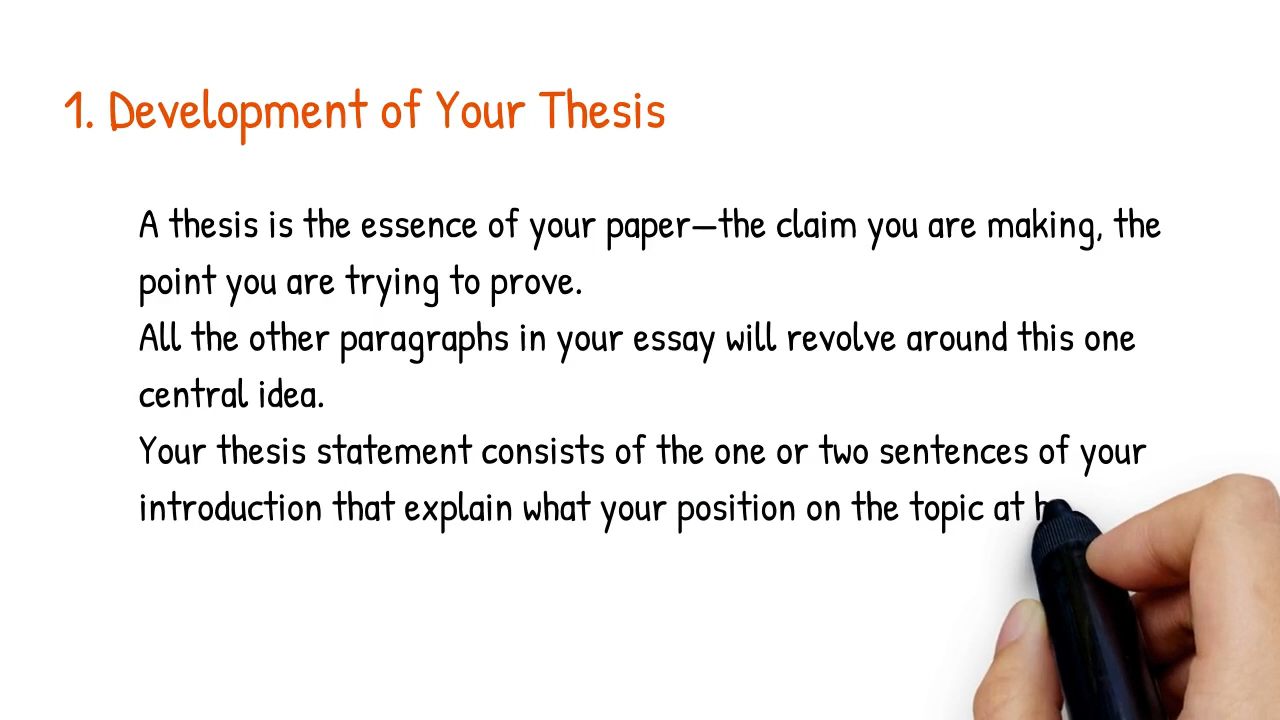 1. Development of Your Thesis
A thesis is the essence of your paper—the claim you are making, the
point you are trying to prove.
All the other paragraphs in your essay will revolve around this one
central idea.
Your thesis statement consists of the one or two sentences of your
introduction that explain what your position on the topic at